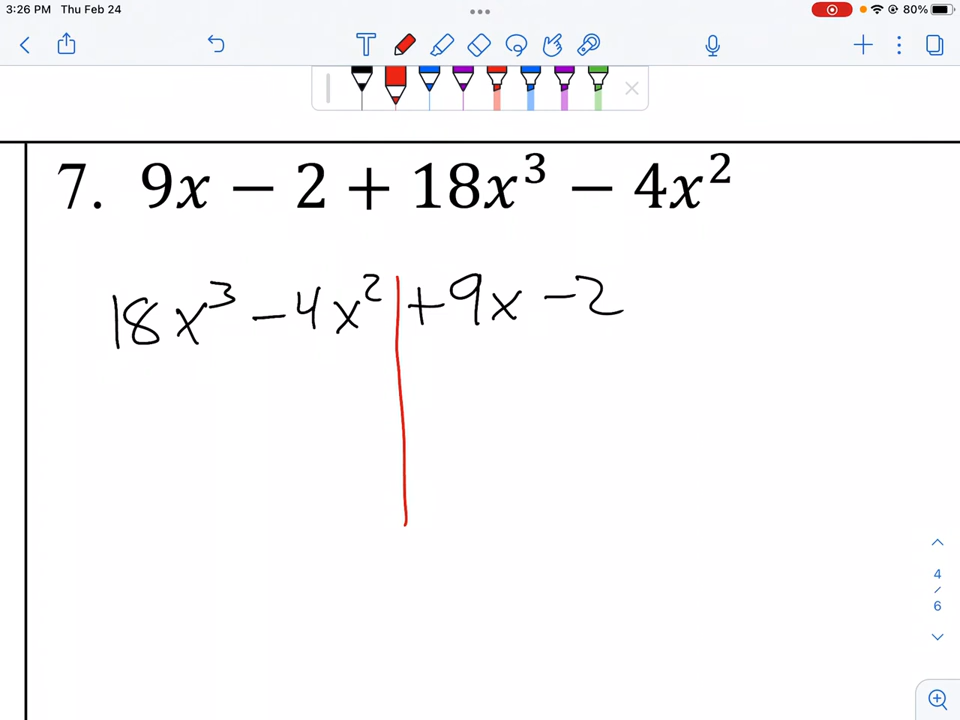 3:26 PM Thu Feb 24 80%
7. 9x − 2 + 18x³ − 4x²
18x³ − 4x² + 9x − 2
4
/
6